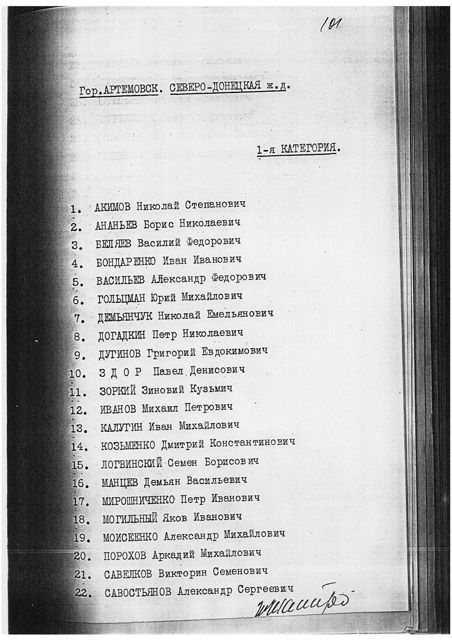 101
Гор.АРТЕМОВСК. СЕВЕРО-ДОНЕЦКАЯ ж.д.
1-я КАТЕГОРИЯ.
1. АКИМОВ Николай Степанович
2. АНАНЬЕВ Борис Николаевич
3. БЕЛЯЕВ Василий Федорович
4. БОНДАРЕНКО Иван Иванович
5. ВАСИЛЬЕВ Александр Федорович
6. ГОЛЬЦМАН Юрий Михайлович
7. ДЕМЬЯНЧУК Николай Емельянович
8. ДОГАДКИН Петр Николаевич
9. ДУГИНОВ Григорий Евдокимович
10. З Д О Р Павел Денисович
11. ЗОРКИЙ Зиновий Кузьмич
12. ИВАНОВ Михаил Петрович
13. КАЛУГИН Иван Михайлович
14. КОЗЬМЕНКО Дмитрий Константинович
15. ЛОГВИНСКИЙ Семен Борисович
16. МАНЦЕВ Демьян Васильевич
17. МИРОШНИЧЕНКО Петр Иванович
18. МОГИЛЬНЫЙ Яков Иванович
19. МОИСЕЕНКО Александр Михайлович
20. ПОРОХОВ Аркадий Михайлович
21. САВЕЛКОВ Викторин Семенович
22. САВОСТЬЯНОВ Александр Сергеевич